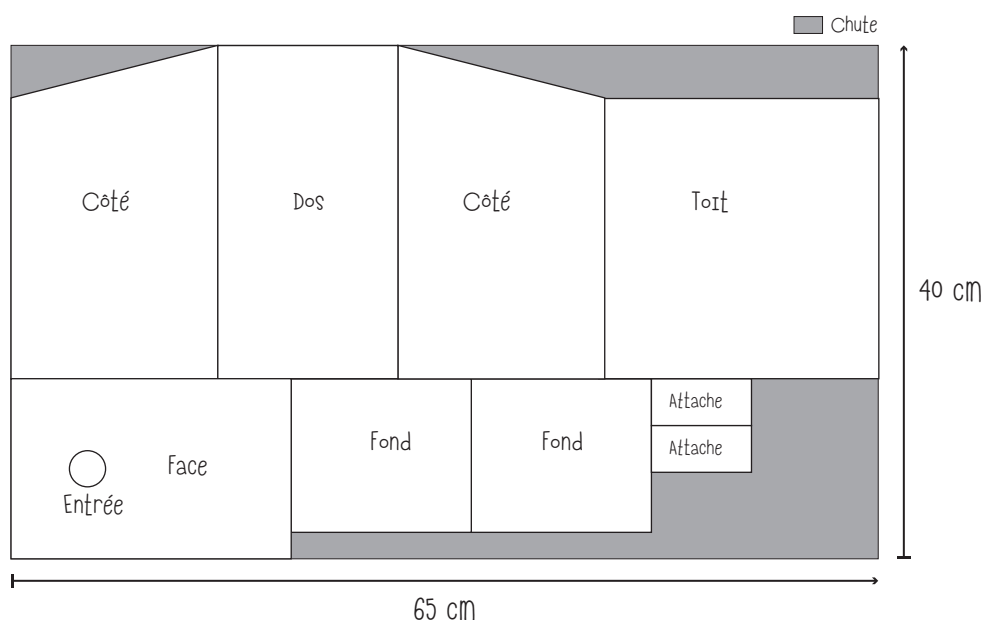 Chute
Côté
Dos
Côté
Toit
40 cm
Attache
Fond
Fond
Attache
Face
Entrée
65 cm